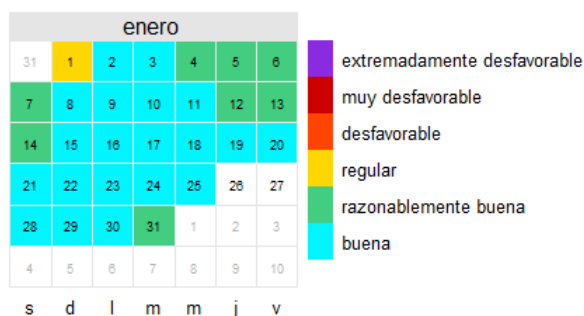 enero
31 1 2 3 4 5 6
7 8 9 10 11 12 13
14 15 16 17 18 19 20
21 22 23 24 25 26 27
28 29 30 31 1 2 3
4 5 6 7 8 9 10
s d l m m j v
extremadamente desfavorable
muy desfavorable
desfavorable
regular
razonablemente buena
buena